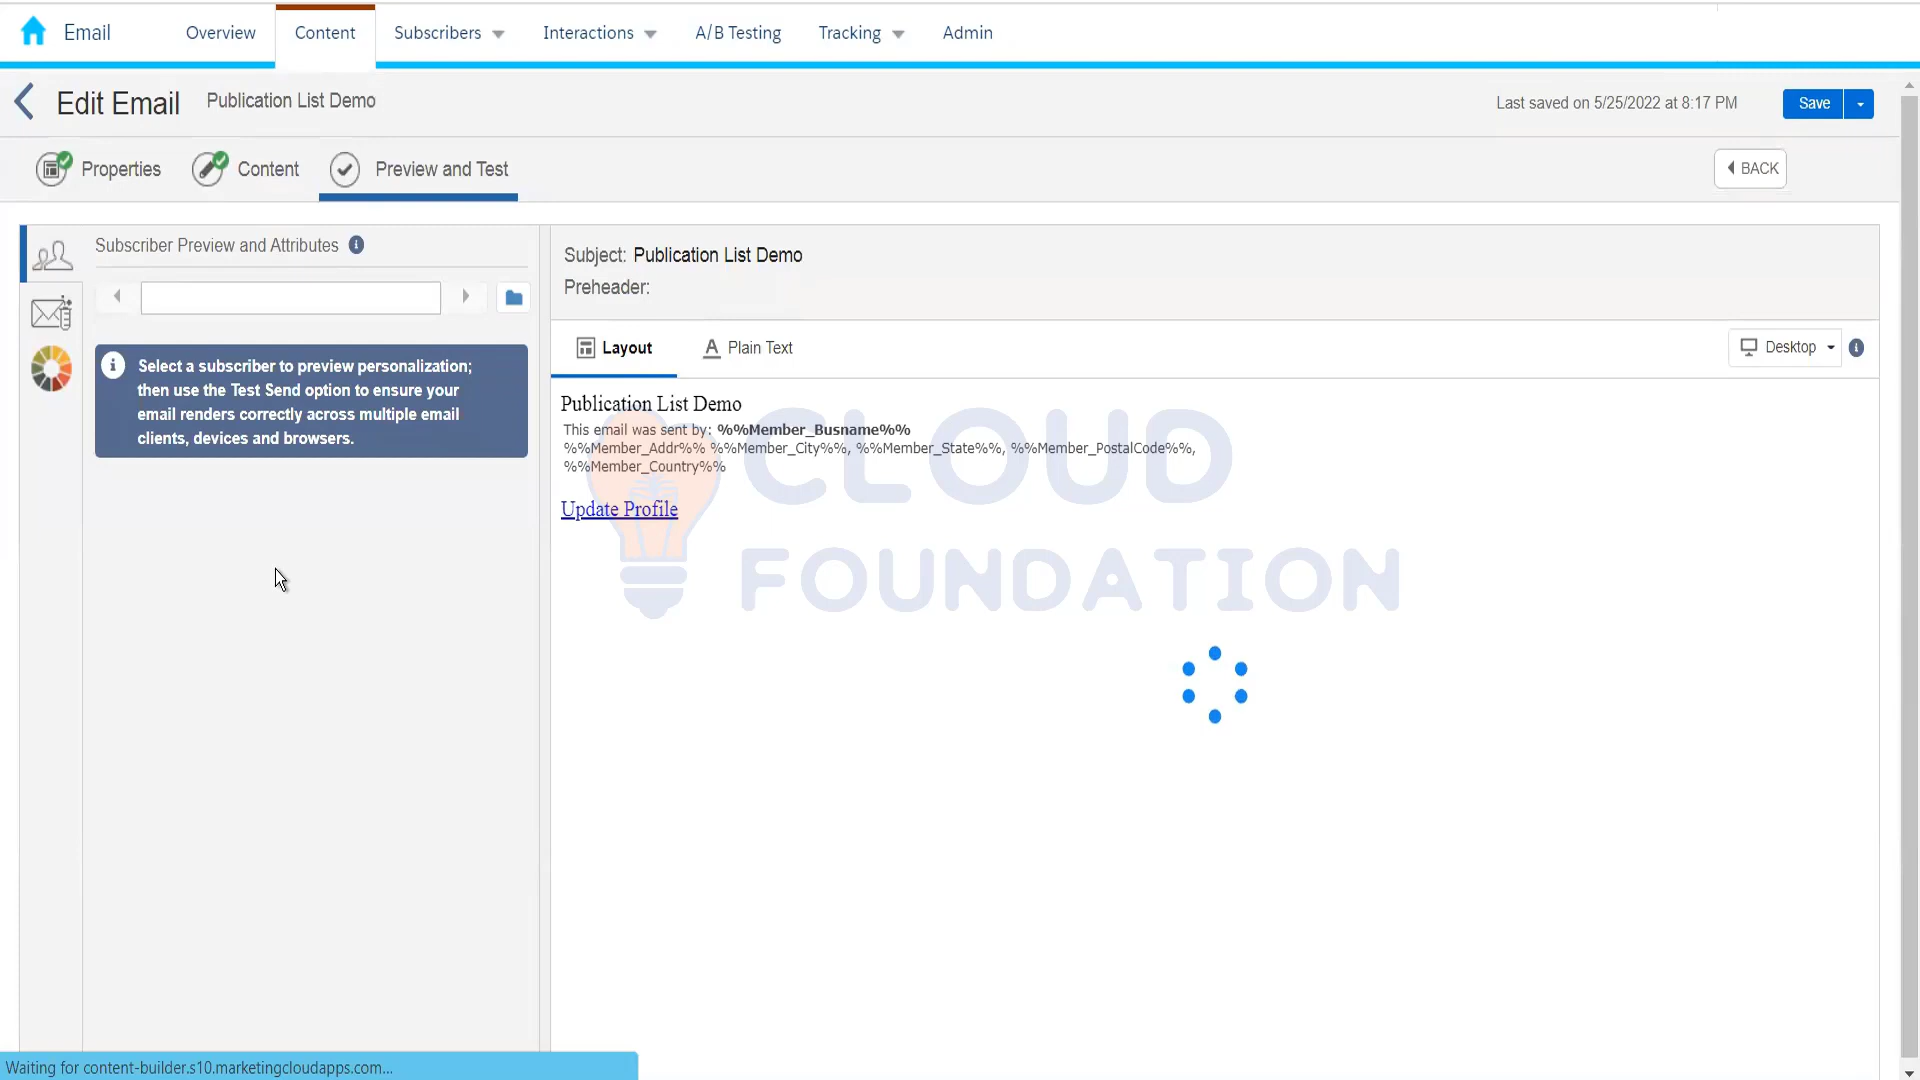 Email
Overview
Content
Subscribers
Interactions
A/B Testing
Tracking
Admin
Edit Email
Publication List Demo
Last saved on 5/25/2022 at 8:17 PM
Save
Properties
Content
Preview and Test
BACK
Subscriber Preview and Attributes
Select a subscriber to preview personalization;
then use the Test Send option to ensure your
email renders correctly across multiple email
clients, devices and browsers.
Subject: Publication List Demo
Preheader:
Layout
Plain Text
Desktop
Publication List Demo
This email was sent by: %%Member_Busname%%
%%Member_Addr%% %%Member_City%%, %%Member_State%%, %%Member_PostalCode%%,
%%Member_Country%%
Update Profile
CLOUD
FOUNDATION
Waiting for content-builder.s10.marketingcloudapps.com...